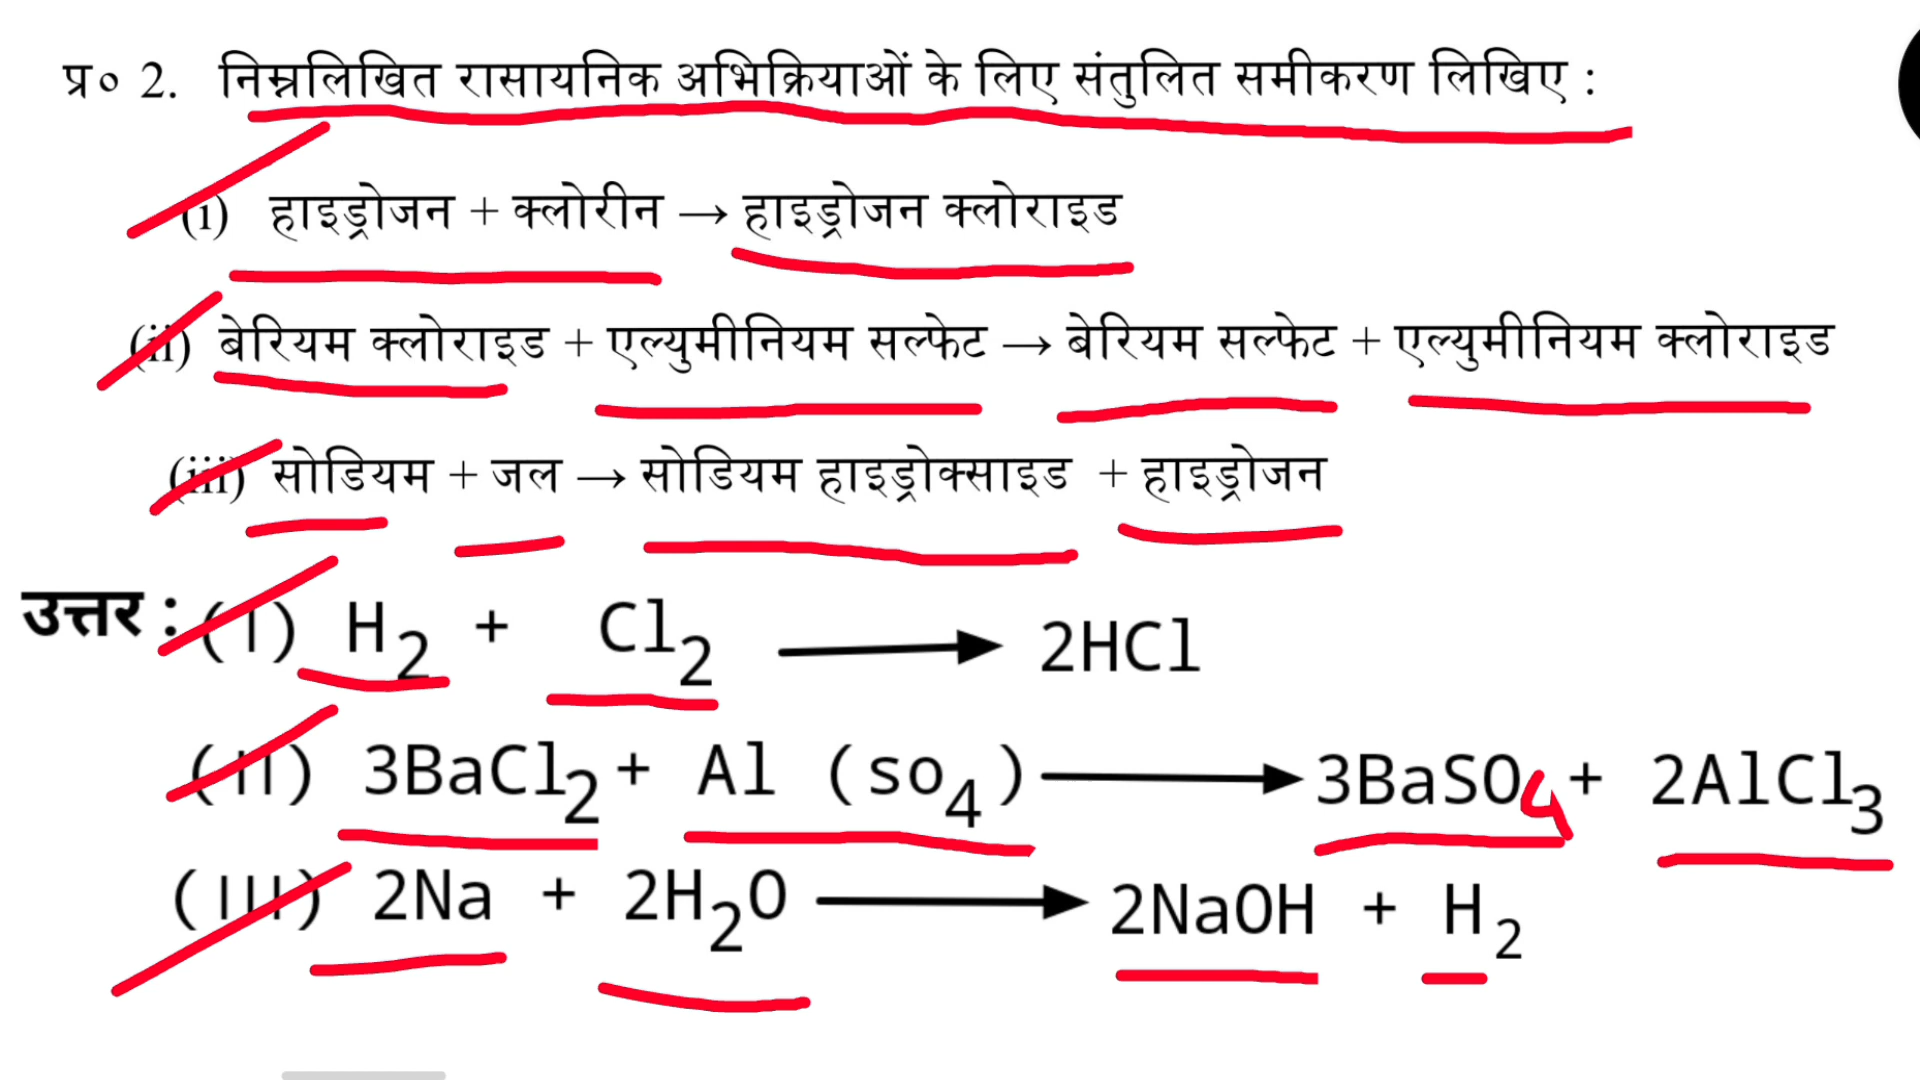 प्र० 2. निम्नलिखित रासायनिक अभिक्रियाओं के लिए संतुलित समीकरण लिखिए :
(i) हाइड्रोजन + क्लोरीन → हाइड्रोजन क्लोराइड
(ii) बेरियम क्लोराइड + एल्युमीनियम सल्फेट → बेरियम सल्फेट + एल्युमीनियम क्लोराइड
(iii) सोडियम + जल → सोडियम हाइड्रोक्साइड + हाइड्रोजन
उत्तर : (I) H₂ + Cl₂ → 2HCl
(II) 3BaCl₂ + Al (so₄) → 3BaSO₄ + 2AlCl₃
(III) 2Na + 2H₂O → 2NaOH + H₂